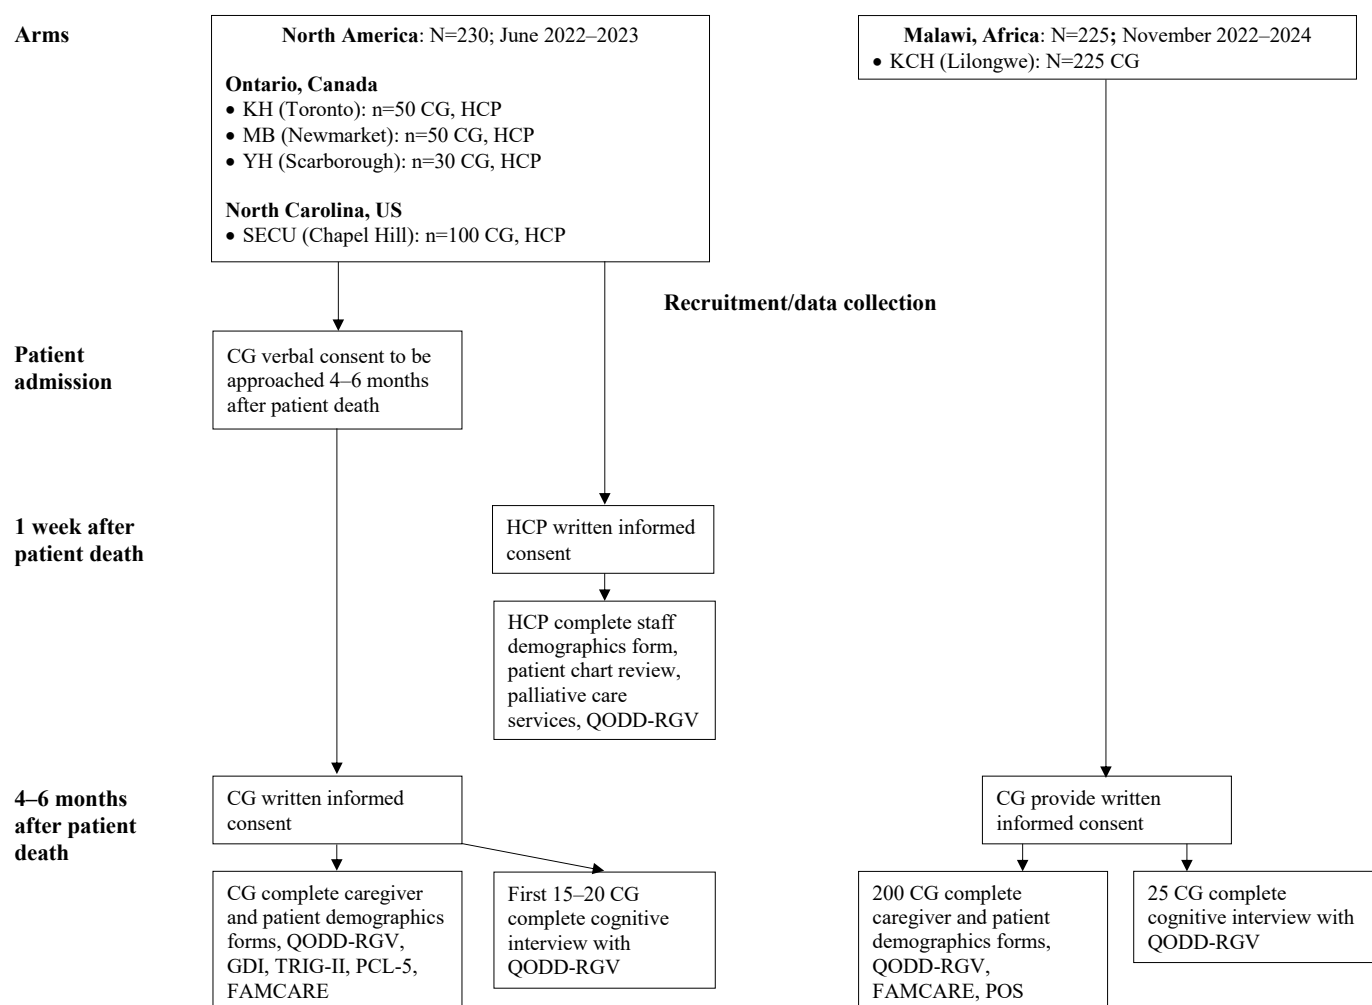 Arms
North America: N=230; June 2022–2023
Ontario, Canada
• KH (Toronto): n=50 CG, HCP
• MB (Newmarket): n=50 CG, HCP
• YH (Scarborough): n=30 CG, HCP
North Carolina, US
• SECU (Chapel Hill): n=100 CG, HCP
Malawi, Africa: N=225; November 2022–2024
• KCH (Lilongwe): N=225 CG
Recruitment/data collection
Patient
admission
CG verbal consent to be
approached 4–6 months
after patient death
1 week after
patient death
HCP written informed
consent
HCP complete staff
demographics form,
patient chart review,
palliative care
services, QODD-RGV
4–6 months
after patient
death
CG written informed
consent
CG provide written
informed consent
CG complete caregiver
and patient demographics
forms, QODD-RGV,
GDI, TRIG-II, PCL-5,
FAMCARE
First 15–20 CG
complete cognitive
interview with
QODD-RGV
200 CG complete
caregiver and patient
demographics forms,
QODD-RGV,
FAMCARE, POS
25 CG complete
cognitive interview with
QODD-RGV